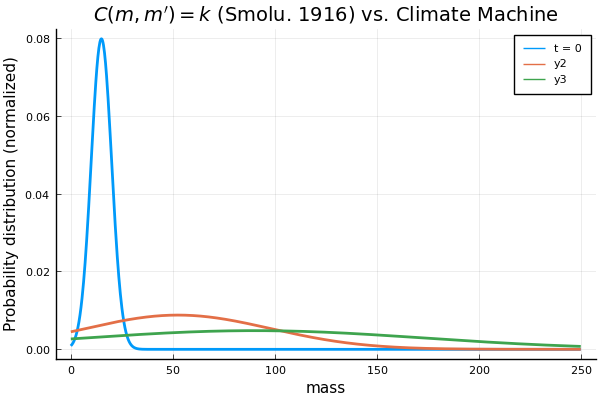 C(m, m′) = k (Smolu. 1916) vs. Climate Machine
Probability distribution (normalized)
0.08
0.06
0.04
0.02
0.00
t = 0
y2
y3
0 50 100 150 200 250
mass